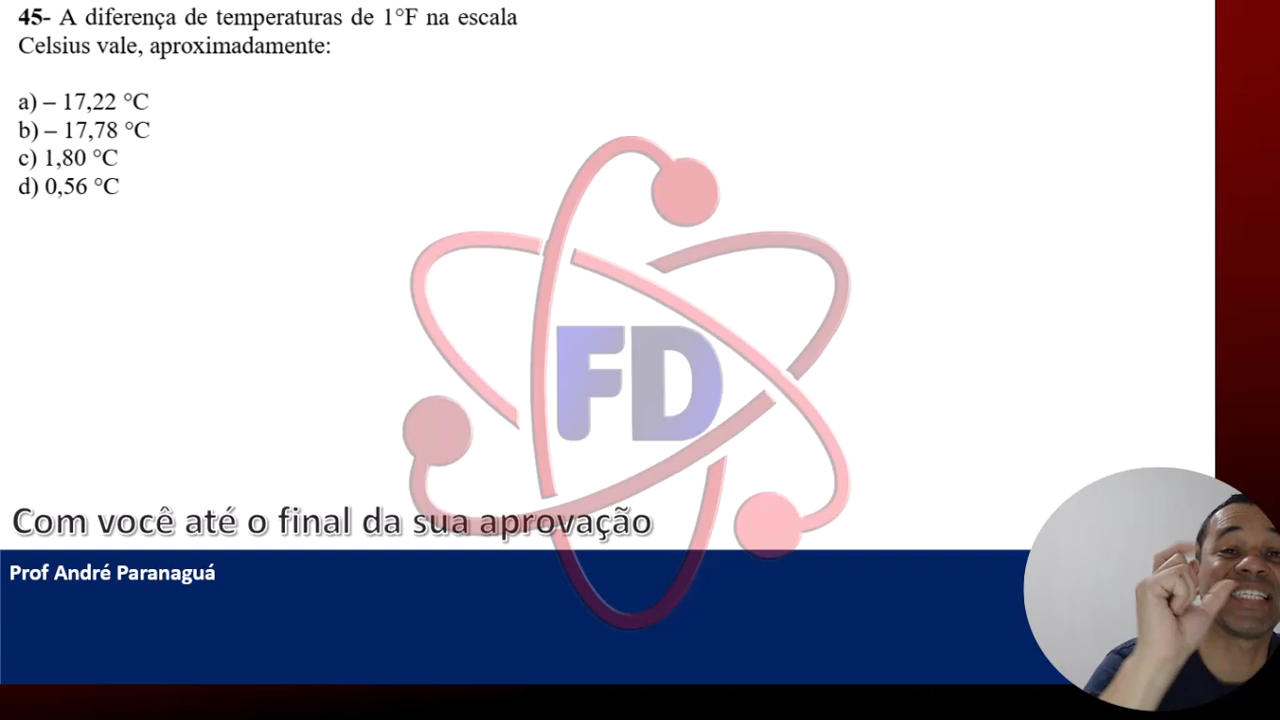 45- A diferença de temperaturas de 1°F na escala
Celsius vale, aproximadamente:
a) – 17,22 °C
b) – 17,78 °C
c) 1,80 °C
d) 0,56 °C
FD
Com você até o final da sua aprovação
Prof André Paranaguá